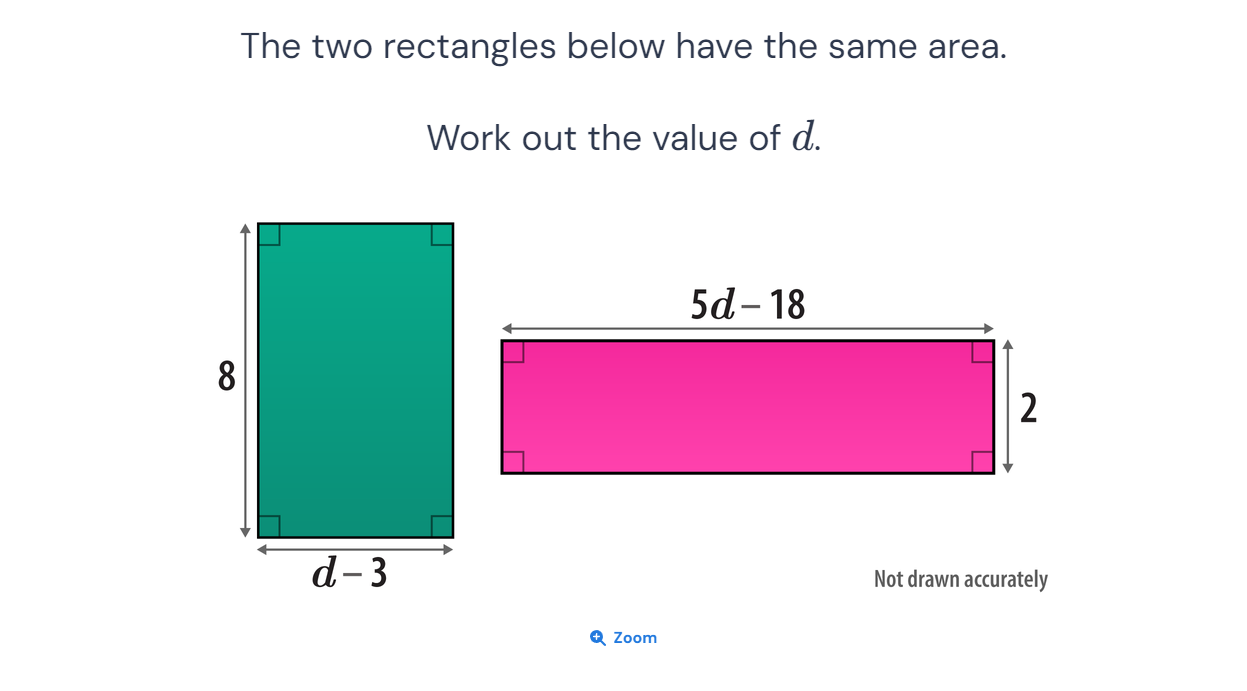 The two rectangles below have the same area.
Work out the value of d.
5d – 18
8
2
d – 3
Not drawn accurately
Zoom